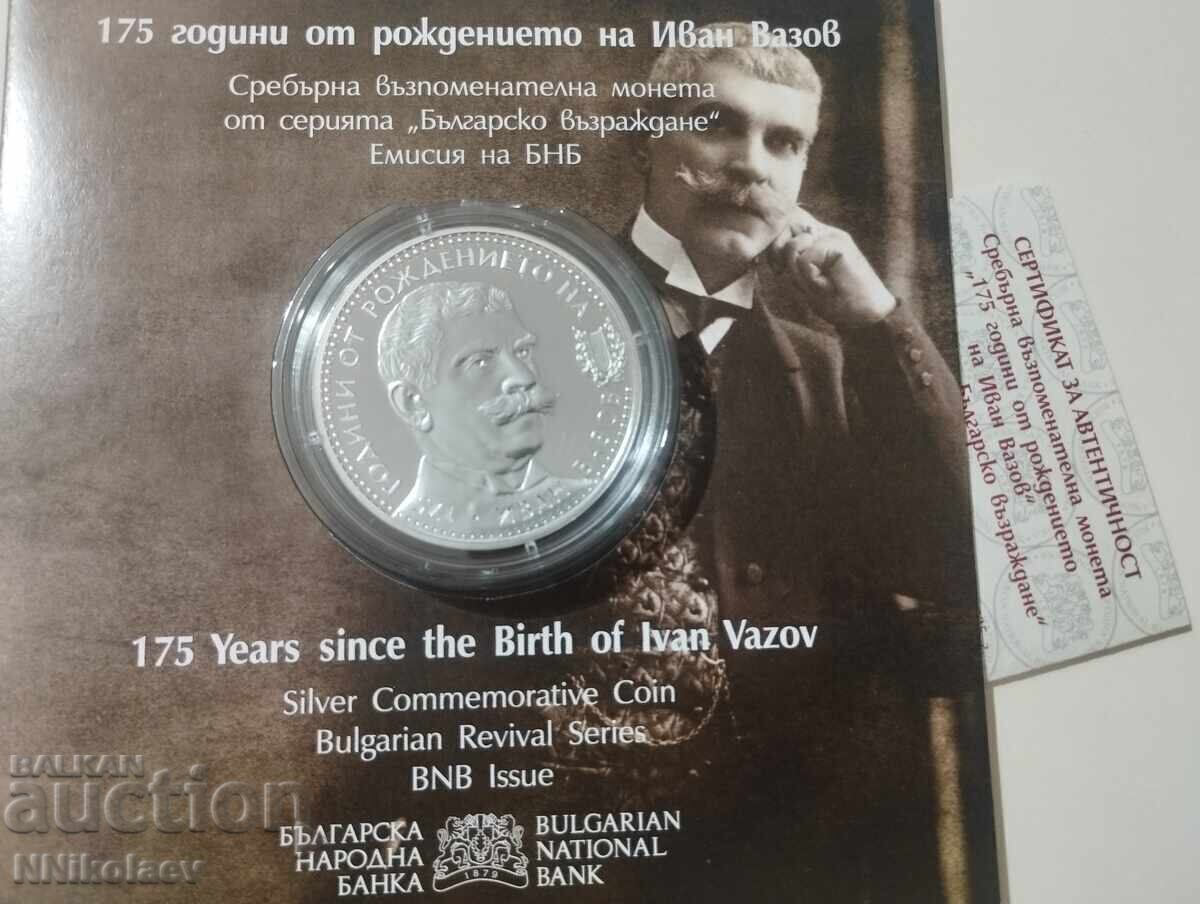 175 години от рождението на Иван Вазов
Сребърна възпоменателна монета
от серията „Българско възраждане“
Емисия на БНБ
ГОДИНИ ОТ РОЖДЕНИЕТО НА
175 Years since the Birth of Ivan Vazov
Silver Commemorative Coin
Bulgarian Revival Series
BNB Issue
БЪЛГАРСКА
НАРОДНА
БАНКА
1879
BULGARIAN
NATIONAL
BANK
СЕРТИФИКАТ ЗА АВТЕНТИЧНОСТ
Сребърна възпоменателна монета
„175 години от рождението
на Иван Вазов“
Българско възраждане“
BALKAN
auction
NNikolaev